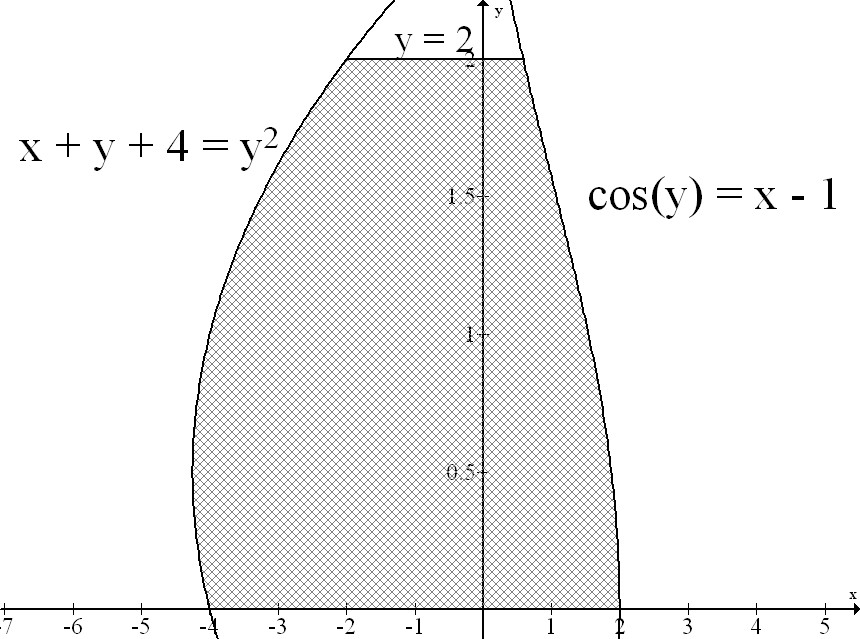 y
y = 2
2
x + y + 4 = y²
1.5
cos(y) = x - 1
1
0.5
x
-7 -6 -5 -4 -3 -2 -1 1 2 3 4 5